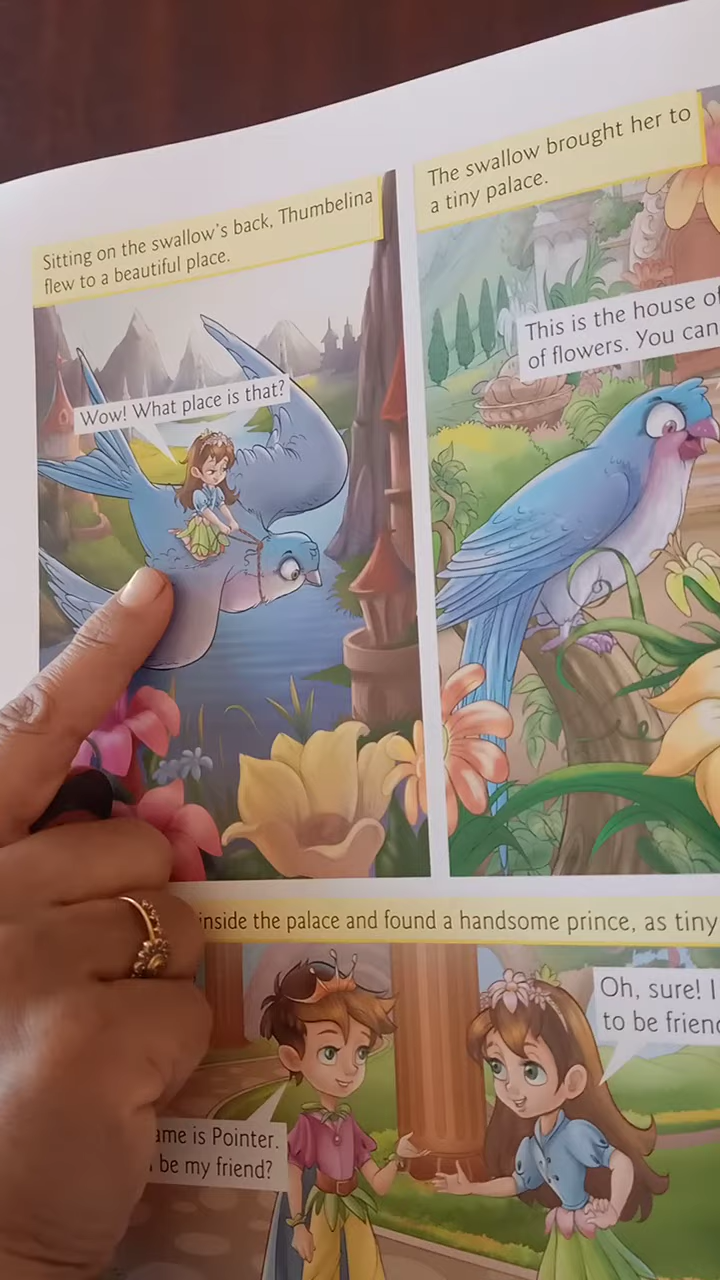 Sitting on the swallow's back, Thumbelina
flew to a beautiful place.
Wow! What place is that?
The swallow brought her to
a tiny palace.
This is the house of
of flowers. You can
inside the palace and found a handsome prince, as tiny
ame is Pointer.
be my friend?
Oh, sure! I
to be frien